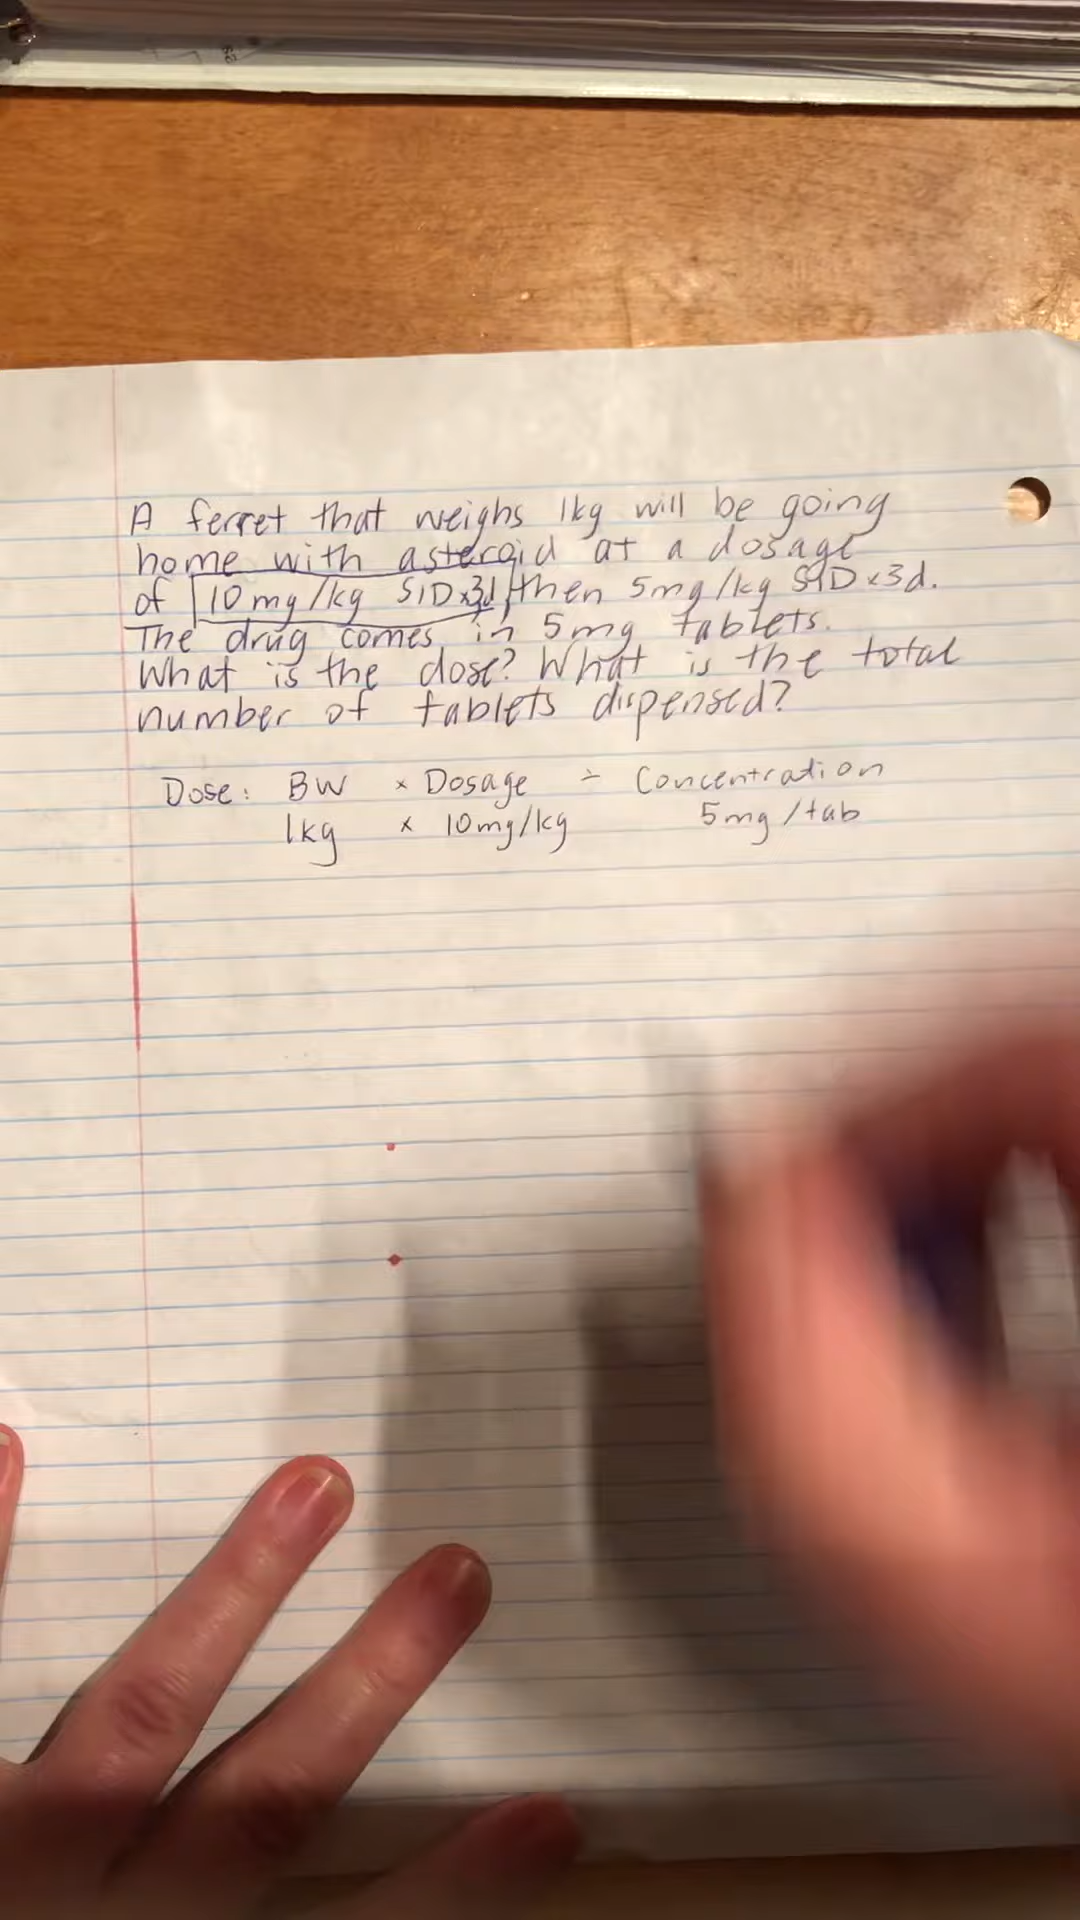 A ferret that weighs 1kg will be going
home with asteroid at a dosage
of 10mg/kg SID x3d, then 5mg/kg SID x3d.
The drug comes in 5mg tablets.
What is the dose? What is the total
number of tablets dispensed?
Dose: BW x Dosage ÷ Concentration
1kg x 10mg/kg 5mg/tab